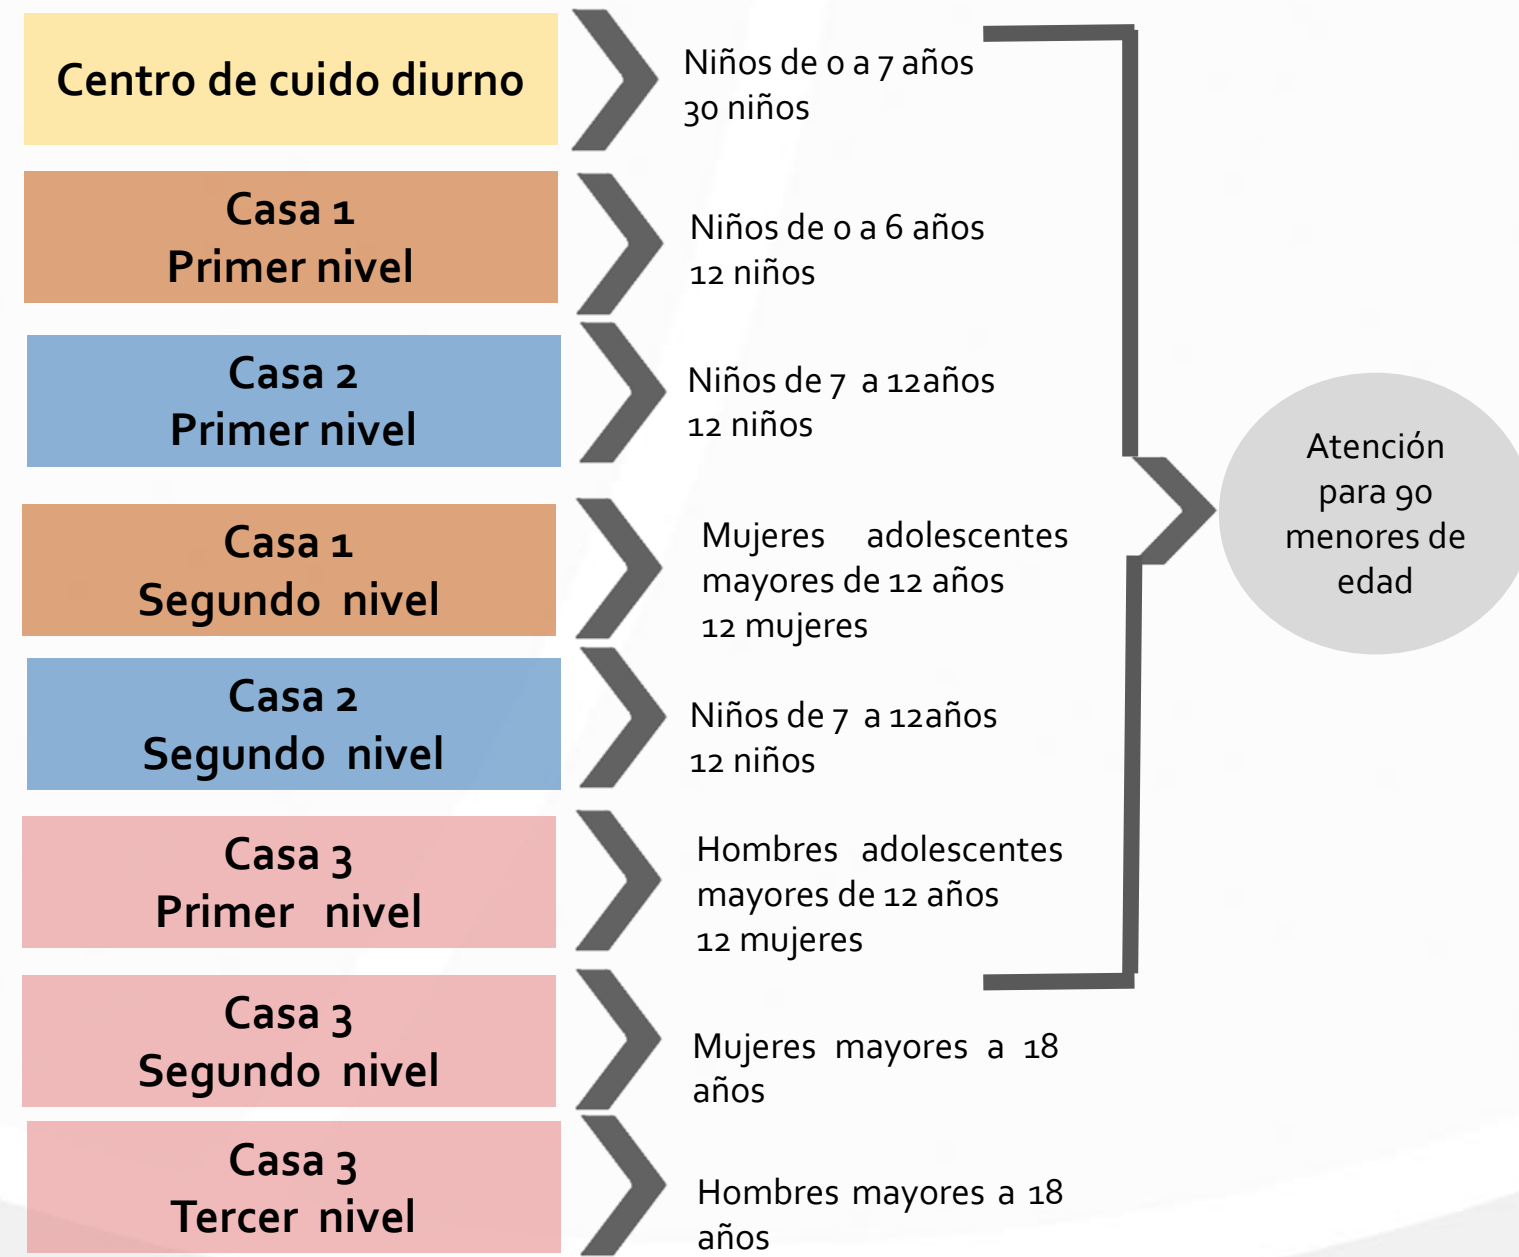 Centro de cuido diurno
Niños de 0 a 7 años
30 niños
Casa 1
Primer nivel
Niños de 0 a 6 años
12 niños
Casa 2
Primer nivel
Niños de 7 a 12años
12 niños
Casa 1
Segundo nivel
Mujeres adolescentes
mayores de 12 años
12 mujeres
Casa 2
Segundo nivel
Niños de 7 a 12años
12 niños
Casa 3
Primer nivel
Hombres adolescentes
mayores de 12 años
12 mujeres
Casa 3
Segundo nivel
Mujeres mayores a 18
años
Casa 3
Tercer nivel
Hombres mayores a 18
años
Atención
para 90
menores de
edad